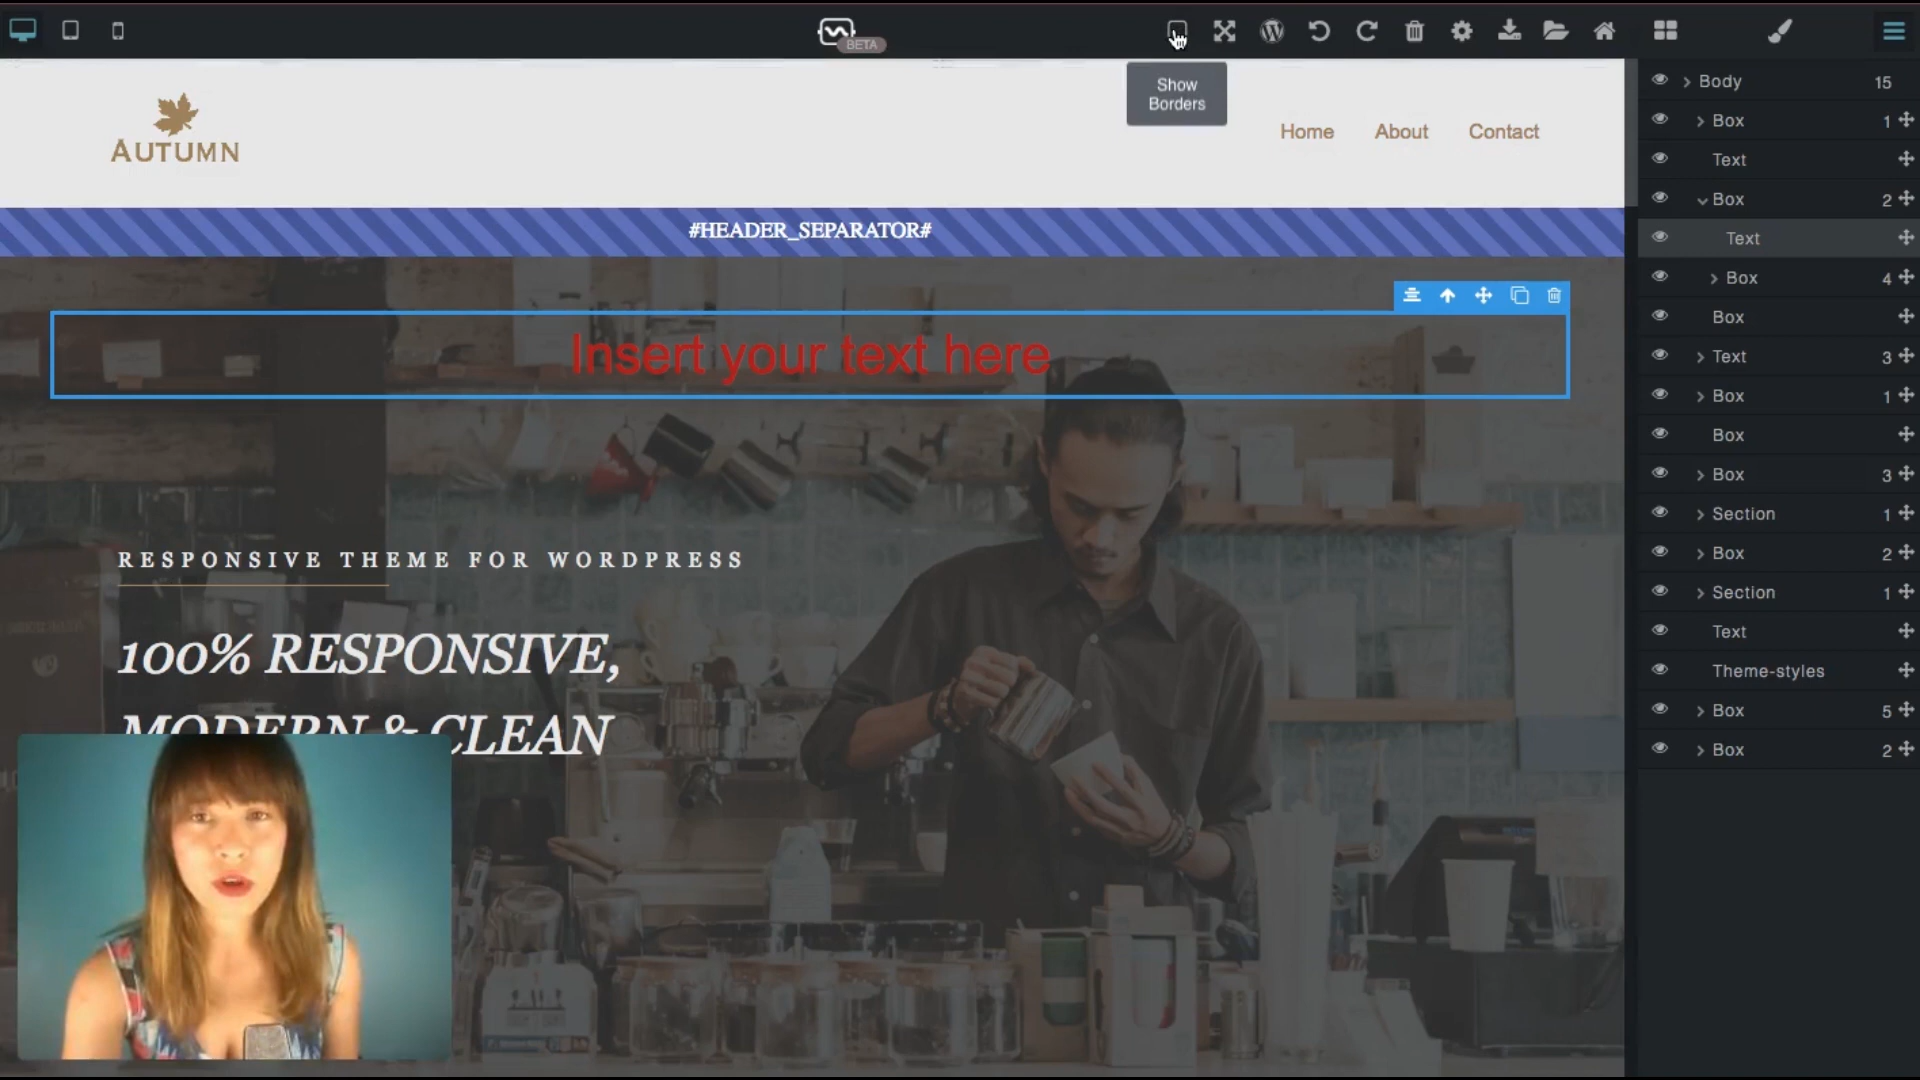 BETA
Show
Borders
AUTUMN
Home
About
Contact
#HEADER_SEPARATOR#
Insert your text here
RESPONSIVE THEME FOR WORDPRESS
100% RESPONSIVE,
MODERN & CLEAN
Body 15
Box 1
Text
Box 2
Text
Box 4
Box
Text 3
Box 1
Box
Box 3
Section 1
Box 2
Section 1
Text
Theme-styles
Box 5
Box 2